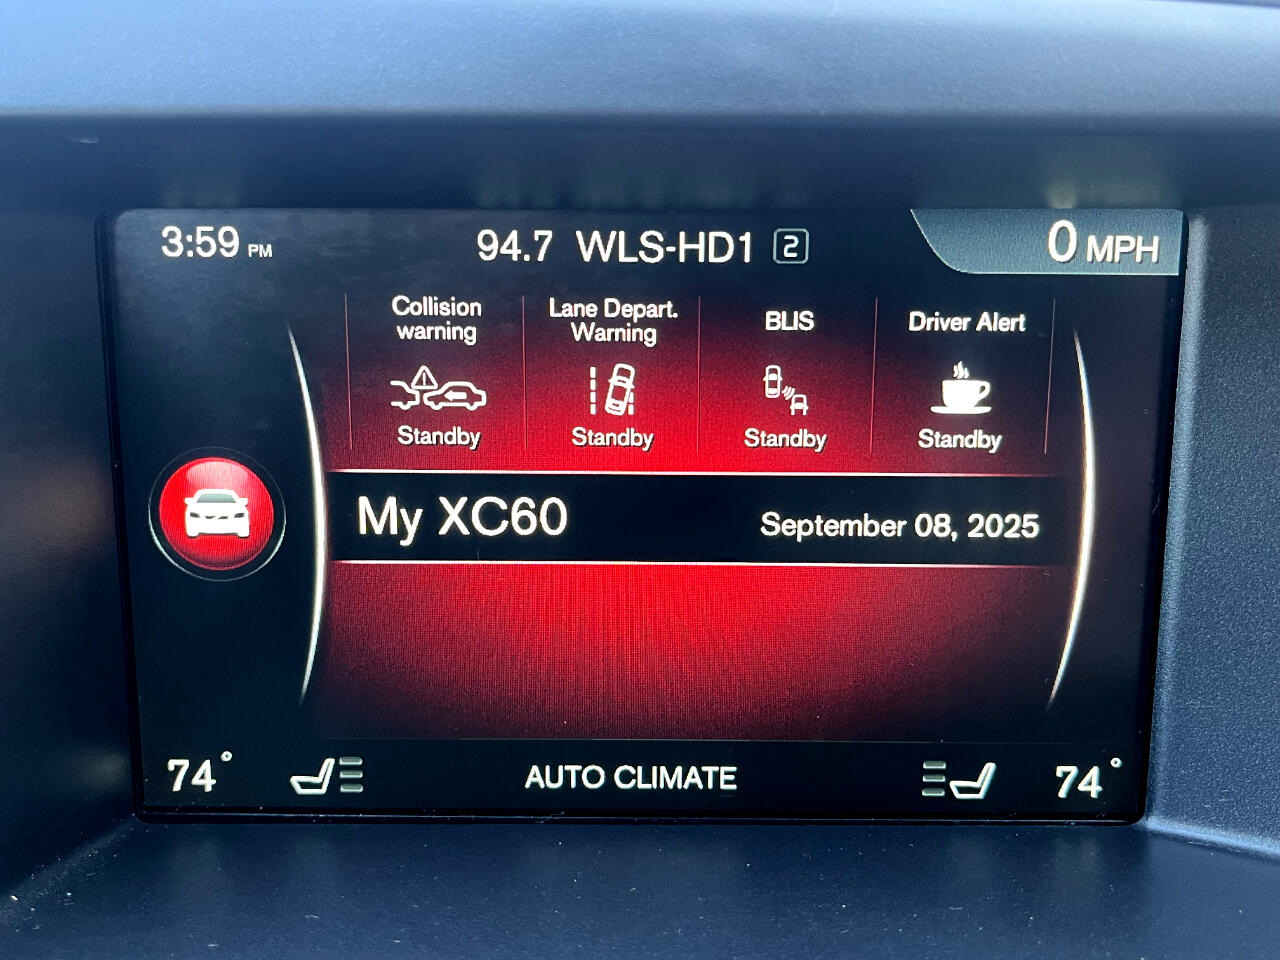 3:59 PM
94.7 WLS-HD1 2
0 MPH
Collision
warning
Standby
Lane Depart.
Warning
Standby
BLIS
Standby
Driver Alert
Standby
My XC60
September 08, 2025
74°
AUTO CLIMATE
74°